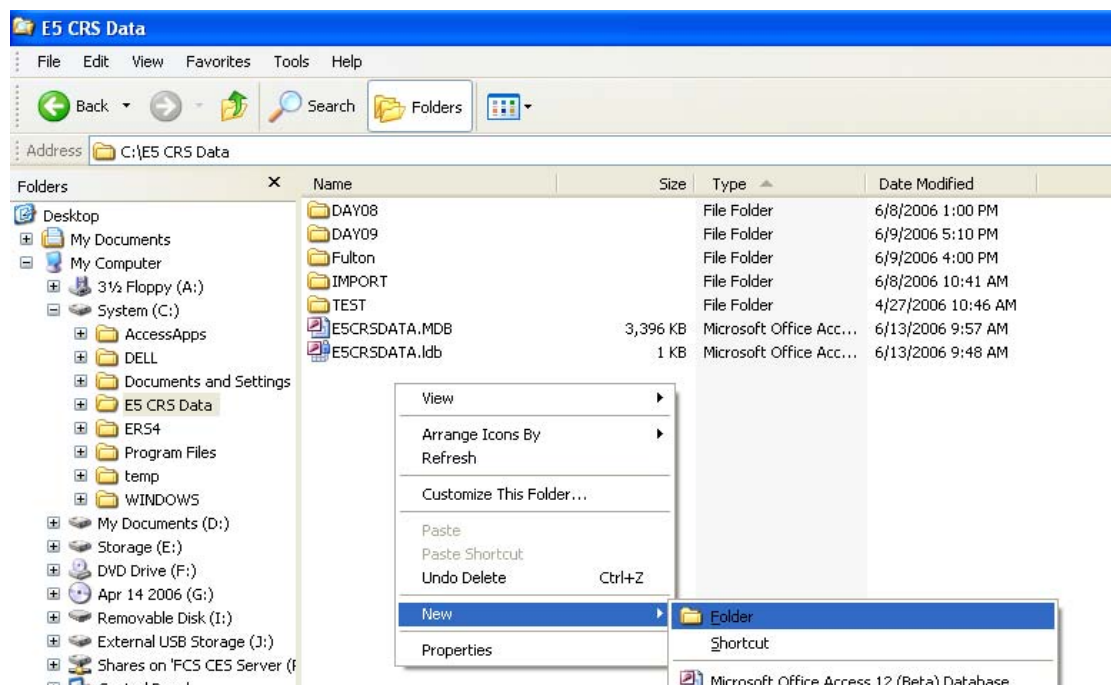 E5 CRS Data
File Edit View Favorites Tools Help
Back Search Folders
Address C:\E5 CRS Data
Folders × Name Size Type Date Modified
Desktop
My Documents
My Computer
3½ Floppy (A:)
System (C:)
AccessApps
DELL
Documents and Settings
E5 CRS Data
ERS4
Program Files
temp
WINDOWS
My Documents (D:)
Storage (E:)
DVD Drive (F:)
Apr 14 2006 (G:)
Removable Disk (I:)
External USB Storage (J:)
Shares on 'FCS CES Server (
DAY08 File Folder 6/8/2006 1:00 PM
DAY09 File Folder 6/9/2006 5:10 PM
Fulton File Folder 6/9/2006 4:00 PM
IMPORT File Folder 6/8/2006 10:41 AM
TEST File Folder 4/27/2006 10:46 AM
E5CRSDATA.MDB 3,396 KB Microsoft Office Acc... 6/13/2006 9:57 AM
E5CRSDATA.ldb 1 KB Microsoft Office Acc... 6/13/2006 9:48 AM
View
Arrange Icons By
Refresh
Customize This Folder...
Paste
Paste Shortcut
Undo Delete Ctrl+Z
New
Properties
Folder
Shortcut
Microsoft Office Access 12 (Beta) Database